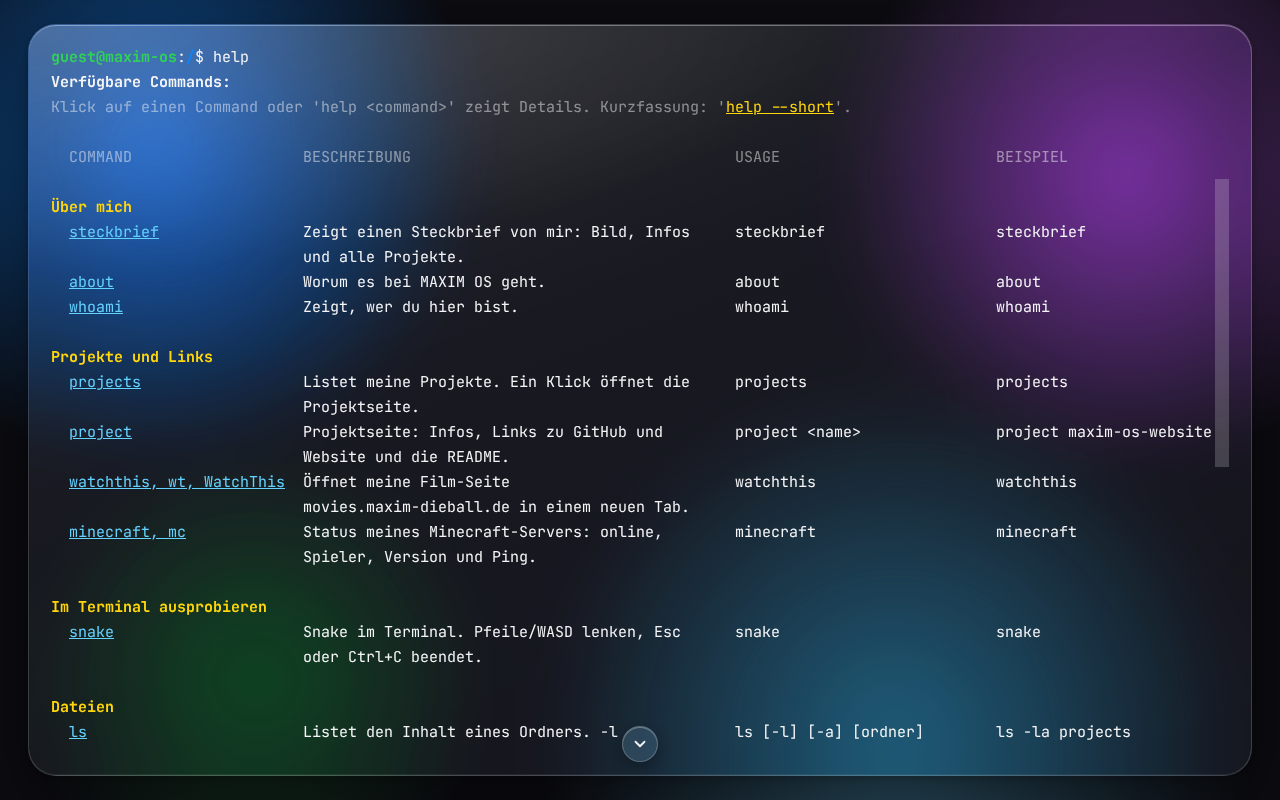 guest@maxim-os:/$ help
Verfügbare Commands:
Klick auf einen Command oder 'help <command>' zeigt Details. Kurzfassung: 'help --short'.
COMMAND BESCHREIBUNG USAGE BEISPIEL
Über mich
steckbrief Zeigt einen Steckbrief von mir: Bild, Infos steckbrief steckbrief
und alle Projekte.
about Worum es bei MAXIM OS geht. about about
whoami Zeigt, wer du hier bist. whoami whoami
Projekte und Links
projects Listet meine Projekte. Ein Klick öffnet die projects projects
Projektseite.
project Projektseite: Infos, Links zu GitHub und project <name> project maxim-os-website
Website und die README.
watchthis, wt, WatchThis Öffnet meine Film-Seite watchthis watchthis
movies.maxim-dieball.de in einem neuen Tab.
minecraft, mc Status meines Minecraft-Servers: online, minecraft minecraft
Spieler, Version und Ping.
Im Terminal ausprobieren
snake Snake im Terminal. Pfeile/WASD lenken, Esc snake snake
oder Ctrl+C beendet.
Dateien
ls Listet den Inhalt eines Ordners. -l ls [-l] [-a] [ordner] ls -la projects